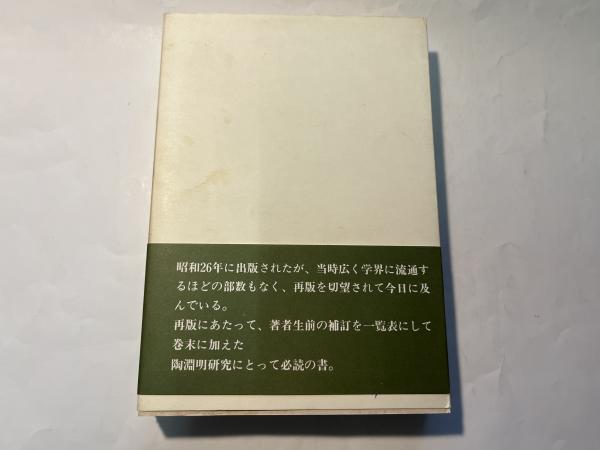 昭和26年に出版されたが、当時広く学界に流通す
るほどの部数もなく、再版を切望されて今日に及
んでいる。
再版にあたって、著者生前の補訂を一覧表にして
巻末に加えた
陶淵明研究にとって必読の書。